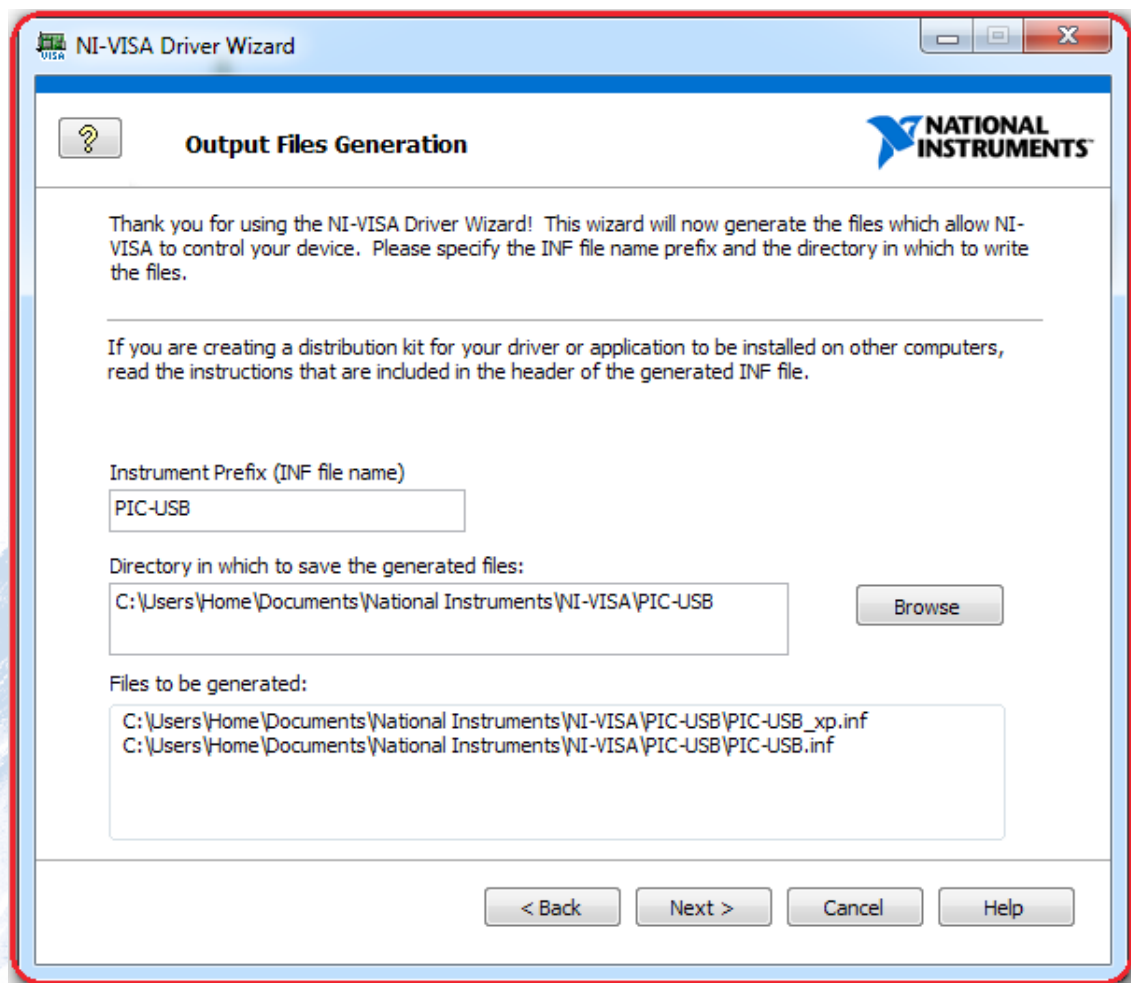 NI-VISA Driver Wizard
VISA
?
Output Files Generation
NATIONAL
INSTRUMENTS™
Thank you for using the NI-VISA Driver Wizard!  This wizard will now generate the files which allow NI-
VISA to control your device.  Please specify the INF file name prefix and the directory in which to write
the files.
If you are creating a distribution kit for your driver or application to be installed on other computers,
read the instructions that are included in the header of the generated INF file.
Instrument Prefix (INF file name)
PIC-USB
Directory in which to save the generated files:
C:\Users\Home\Documents\National Instruments\NI-VISA\PIC-USB
Browse
Files to be generated:
C:\Users\Home\Documents\National Instruments\NI-VISA\PIC-USB\PIC-USB_xp.inf
C:\Users\Home\Documents\National Instruments\NI-VISA\PIC-USB\PIC-USB.inf
< Back
Next >
Cancel
Help